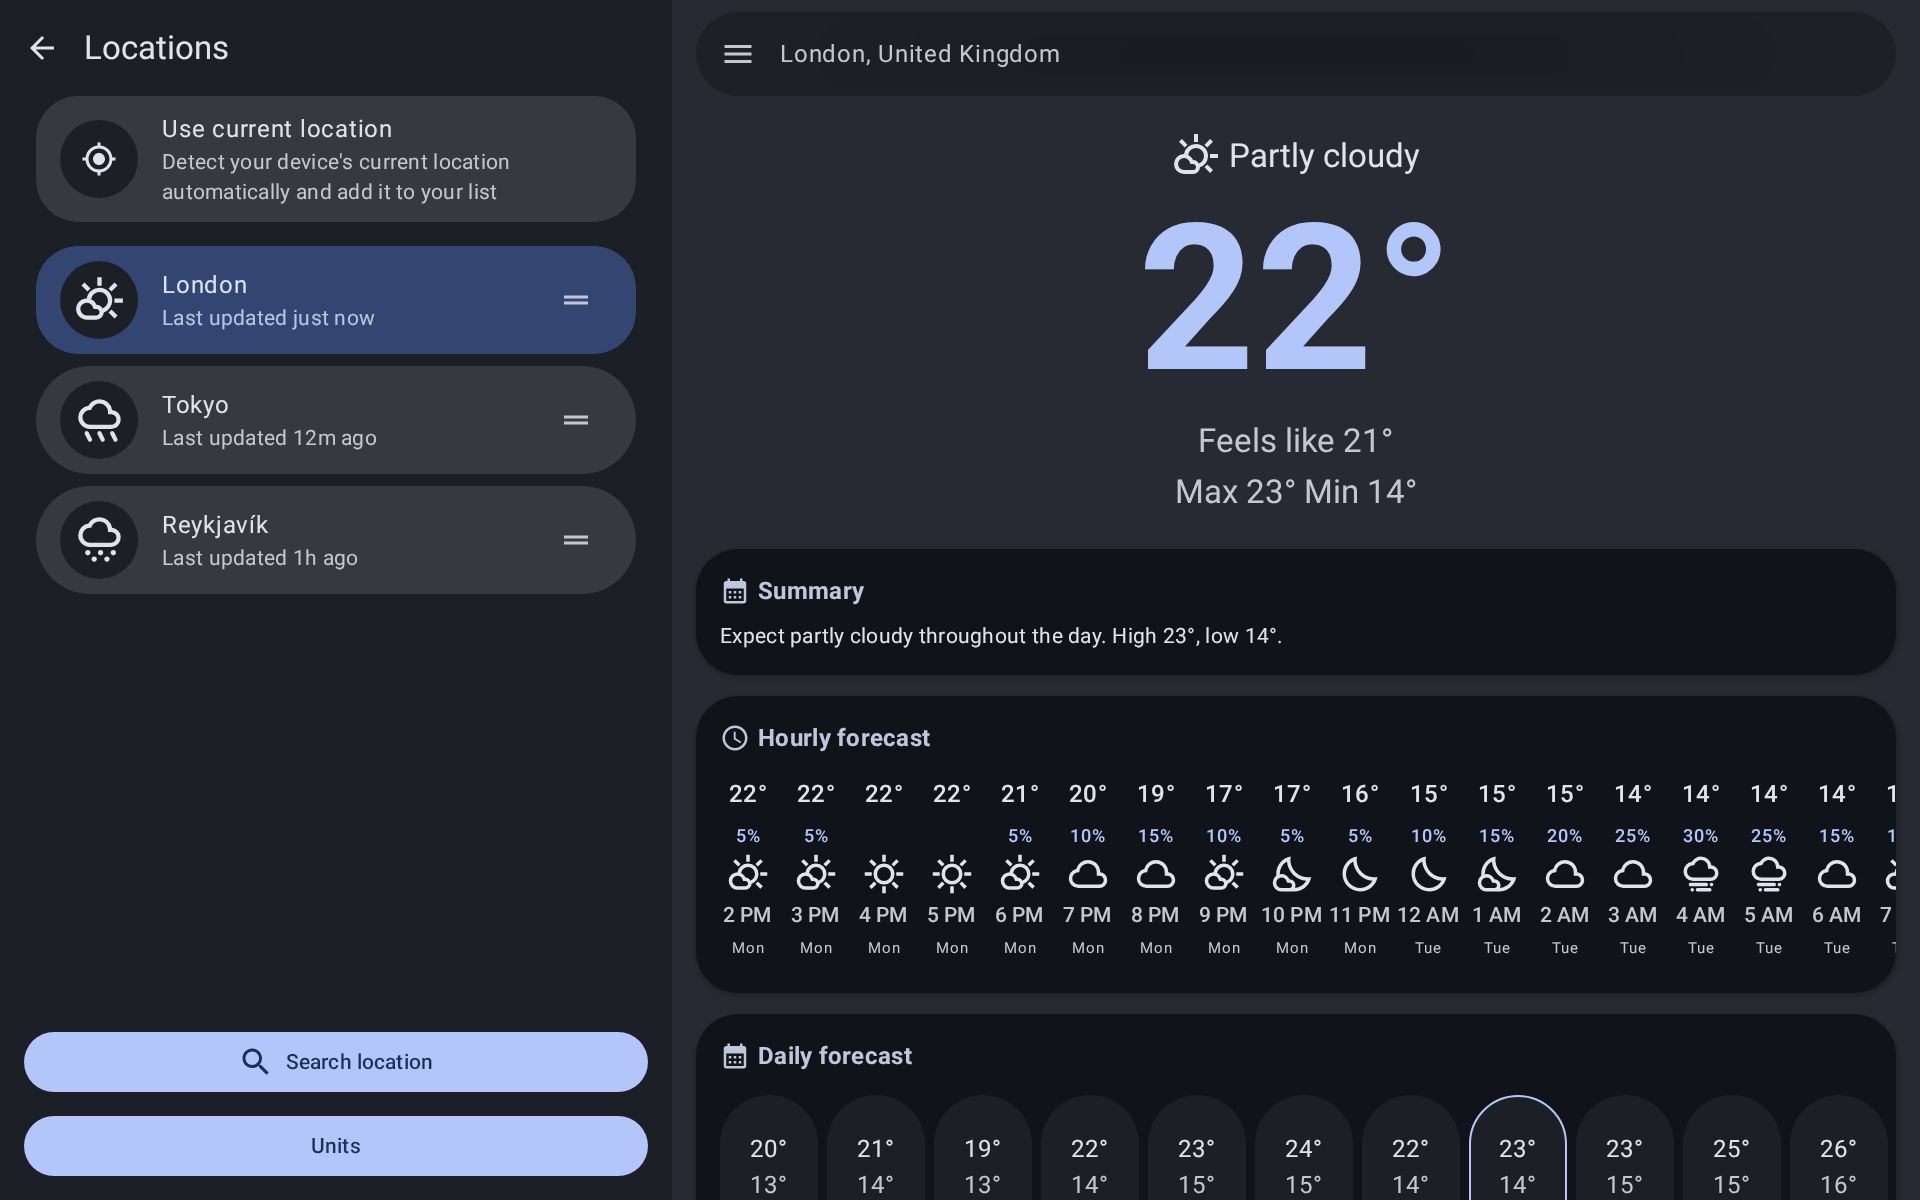 Locations
Use current location
Detect your device's current location
automatically and add it to your list
London
Last updated just now
Tokyo
Last updated 12m ago
Reykjavík
Last updated 1h ago
Search location
Units
London, United Kingdom
Partly cloudy
22°
Feels like 21°
Max 23° Min 14°
Summary
Expect partly cloudy throughout the day. High 23°, low 14°.
Hourly forecast
22° 22° 22° 22° 21° 20° 19° 17° 17° 16° 15° 15° 15° 14° 14° 14° 14°
5% 5% 5% 10% 15% 10% 5% 5% 10% 15% 20% 25% 30% 25% 15%
2 PM 3 PM 4 PM 5 PM 6 PM 7 PM 8 PM 9 PM 10 PM 11 PM 12 AM 1 AM 2 AM 3 AM 4 AM 5 AM 6 AM 7
Mon Mon Mon Mon Mon Mon Mon Mon Mon Mon Tue Tue Tue Tue Tue Tue Tue
Daily forecast
20° 21° 19° 22° 23° 24° 22° 23° 23° 25° 26°
13° 14° 13° 14° 15° 15° 14° 14° 15° 15° 16°